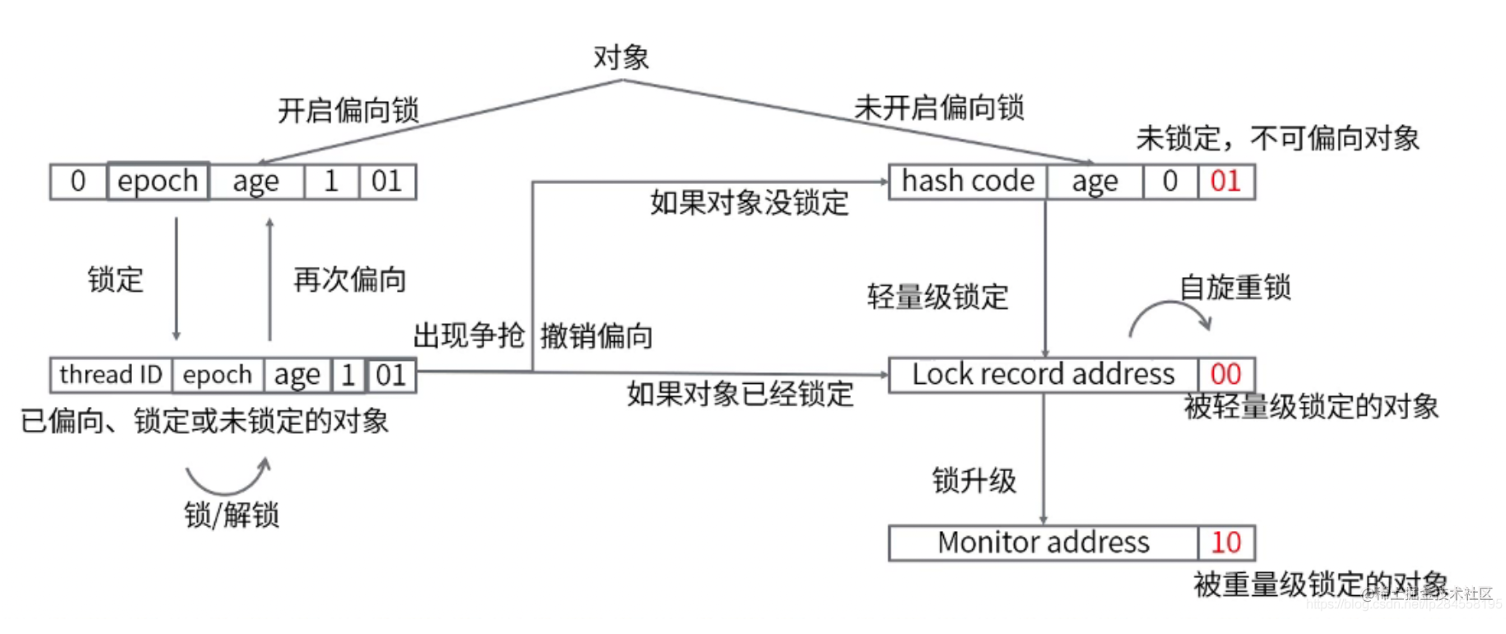 对象
开启偏向锁
未开启偏向锁
未锁定，不可偏向对象
0 epoch age 1 01
hash code age 0 01
如果对象没锁定
锁定
再次偏向
轻量级锁定
自旋重锁
出现争抢 撤销偏向
thread ID epoch age 1 01
Lock record address 00
如果对象已经锁定
被轻量级锁定的对象
已偏向、锁定或未锁定的对象
锁升级
锁/解锁
Monitor address 10
被重量级锁定的对象
@稀土掘金技术社区